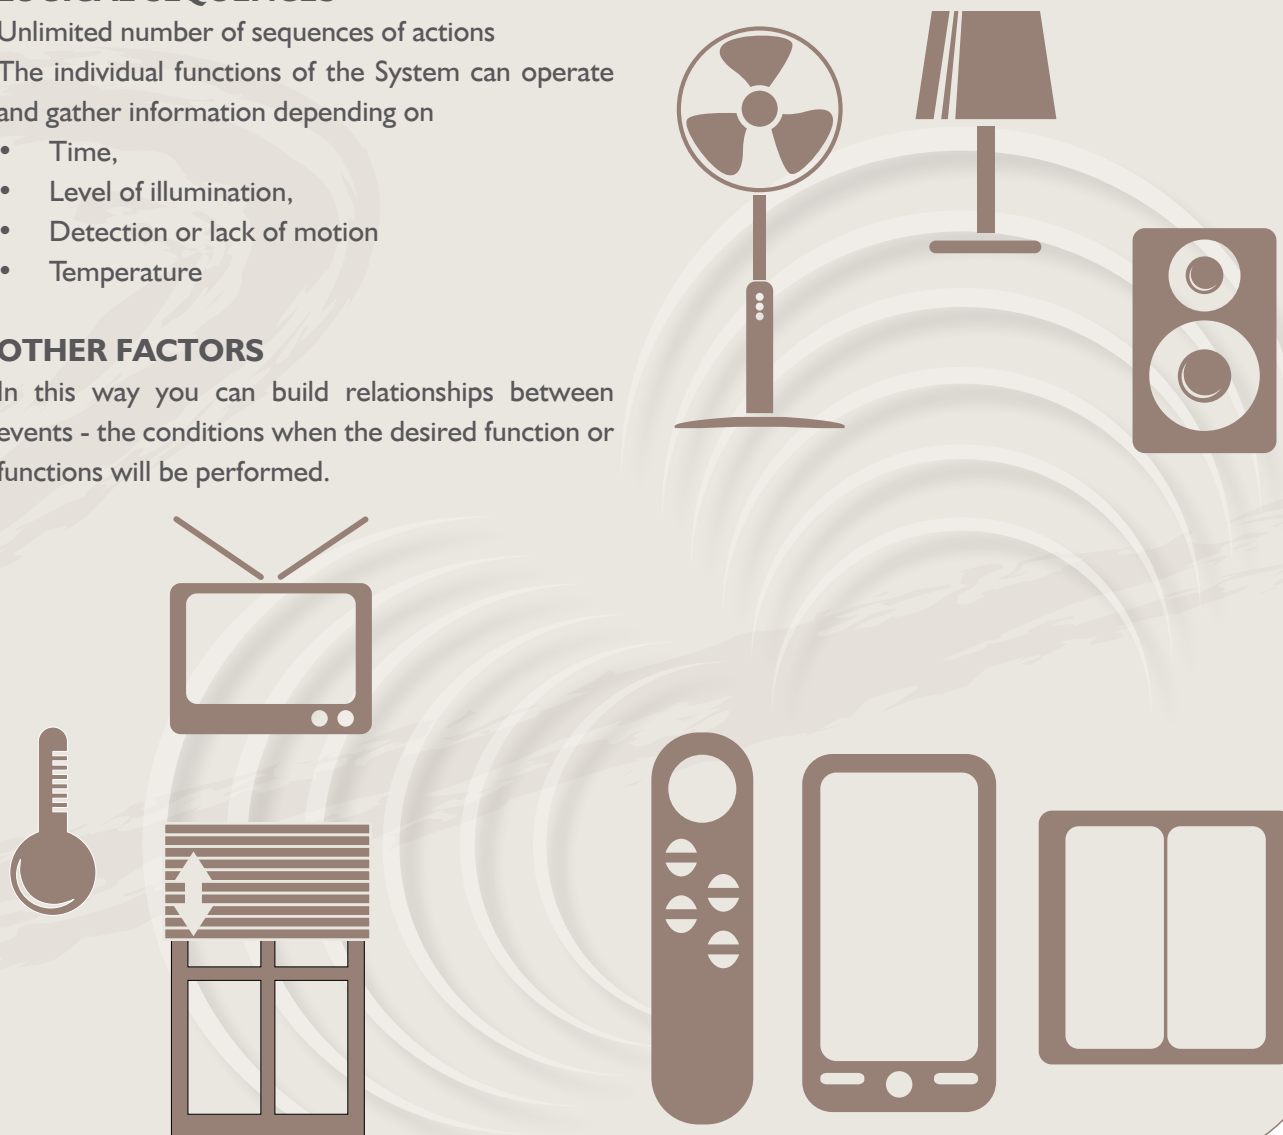 LOGICAL SEQUENCES
Unlimited number of sequences of actions
The individual functions of the System can operate
and gather information depending on
• Time,
• Level of illumination,
• Detection or lack of motion
• Temperature
OTHER FACTORS
In this way you can build relationships between
events - the conditions when the desired function or
functions will be performed.